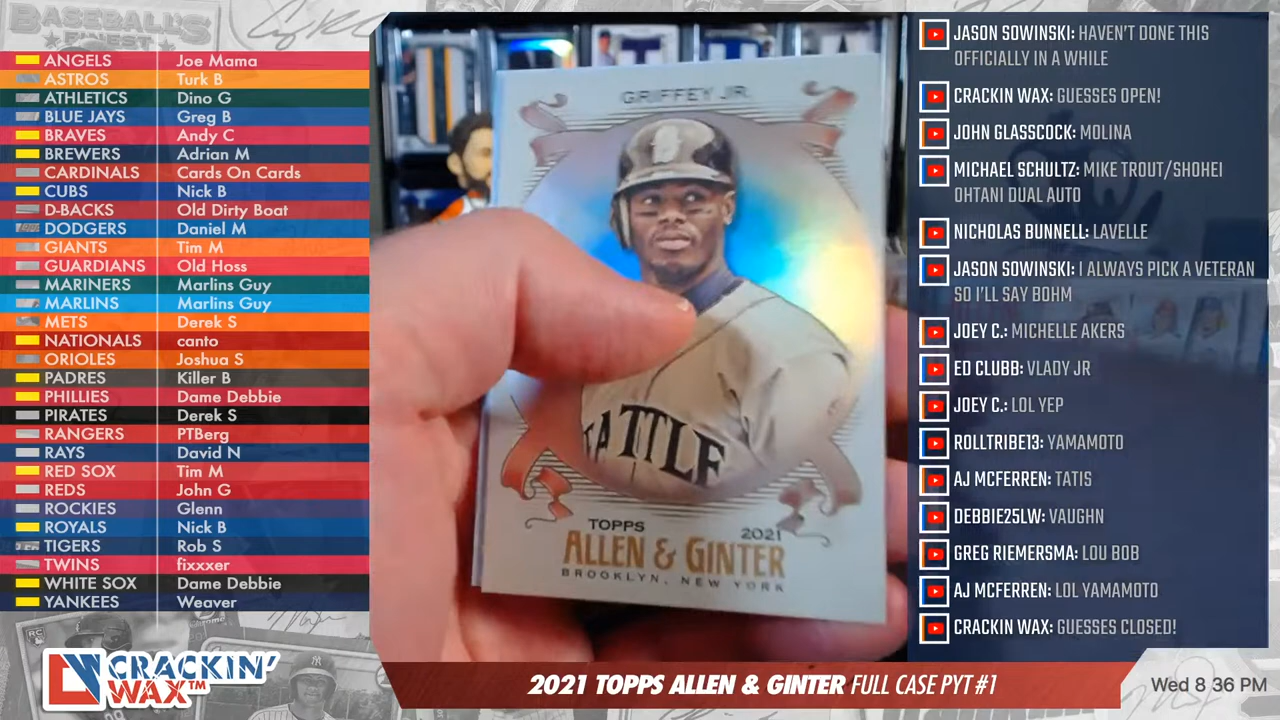 BASEBALL'S
FINEST
ANGELS Joe Mama
ASTROS Turk B
ATHLETICS Dino G
BLUE JAYS Greg B
BRAVES Andy C
BREWERS Adrian M
CARDINALS Cards On Cards
CUBS Nick B
D-BACKS Old Dirty Boat
DODGERS Daniel M
GIANTS Tim M
GUARDIANS Old Hoss
MARINERS Marlins Guy
MARLINS Marlins Guy
METS Derek S
NATIONALS canto
ORIOLES Joshua S
PADRES Killer B
PHILLIES Dame Debbie
PIRATES Derek S
RANGERS PTBerg
RAYS David N
RED SOX Tim M
REDS John G
ROCKIES Glenn
ROYALS Nick B
TIGERS Rob S
TWINS fixxxer
WHITE SOX Dame Debbie
YANKEES Weaver
RC
CRACKIN'
WAX™
GRIFFEY JR.
EATTLE
TOPPS 2021
ALLEN & GINTER
BROOKLYN, NEW YORK
JASON SOWINSKI: HAVEN'T DONE THIS
OFFICIALLY IN A WHILE
CRACKIN WAX: GUESSES OPEN!
JOHN GLASSCOCK: MOLINA
MICHAEL SCHULTZ: MIKE TROUT/SHOHEI
OHTANI DUAL AUTO
NICHOLAS BUNNELL: LAVELLE
JASON SOWINSKI: I ALWAYS PICK A VETERAN
SO I'LL SAY BOHM
JOEY C.: MICHELLE AKERS
ED CLUBB: VLADY JR
JOEY C.: LOL YEP
ROLLTRIBE13: YAMAMOTO
AJ MCFERREN: TATIS
DEBBIE25LW: VAUGHN
GREG RIEMERSMA: LOU BOB
AJ MCFERREN: LOL YAMAMOTO
CRACKIN WAX: GUESSES CLOSED!
2021 TOPPS ALLEN & GINTER FULL CASE PYT #1
Wed 8 36 PM